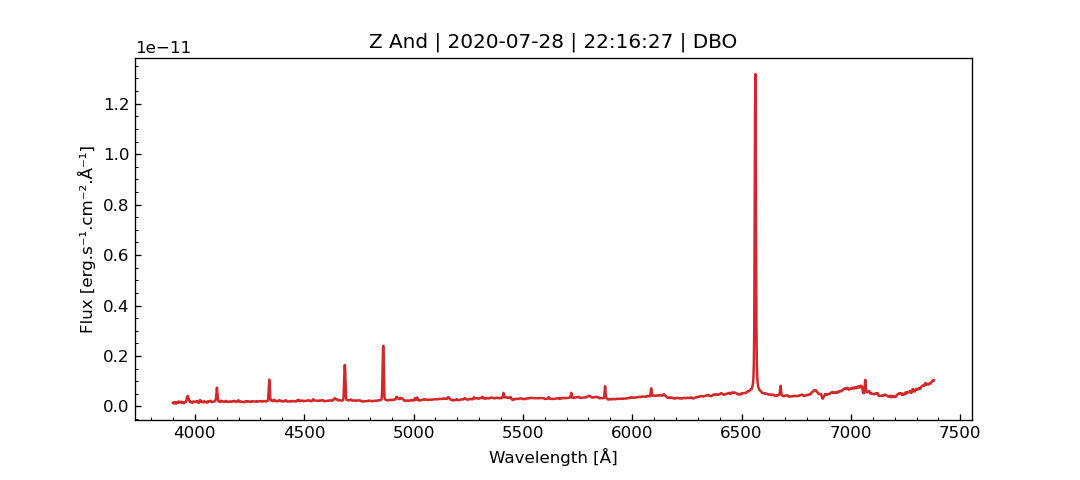 Z And | 2020-07-28 | 22:16:27 | DBO
1e−11
1.2
1.0
0.8
0.6
0.4
0.2
0.0
Flux [erg.s⁻¹.cm⁻².Å⁻¹]
4000 4500 5000 5500 6000 6500 7000 7500
Wavelength [Å]